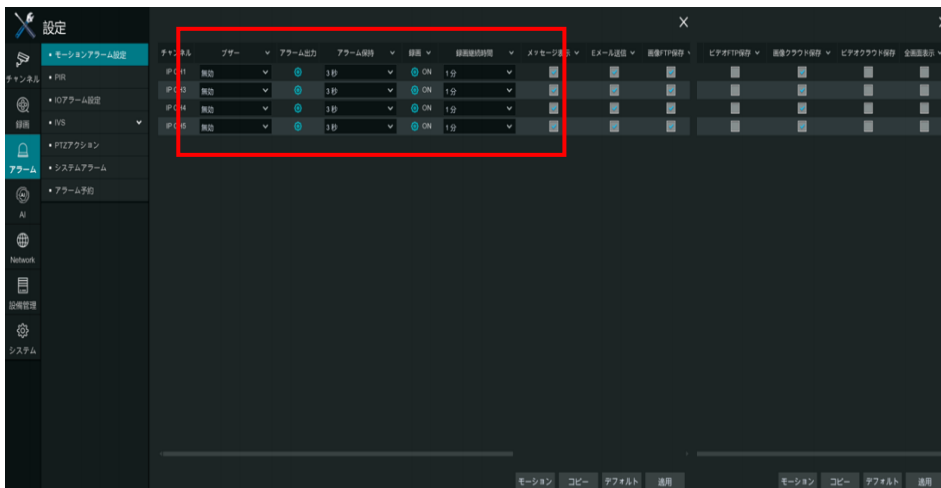 設定
チャンネル
録画
アラーム
AI
Network
設備管理
システム
• モーションアラーム設定
• PIR
• IOアラーム設定
• IVS
• PTZアクション
• システムアラーム
• アラーム予約
X
チャンネル ブザー アラーム出力 アラーム保持 録画 録画継続時間 メッセージ表示 Eメール送信 画像FTP保存 ビデオFTP保存 画像クラウド保存 ビデオクラウド保存 全画面表示
IP CH1 無効 3秒 ON 1分
IP CH3 無効 3秒 ON 1分
IP CH4 無効 3秒 ON 1分
IP CH5 無効 3秒 ON 1分
モーション コピー デフォルト 適用 モーション コピー デフォルト 適用